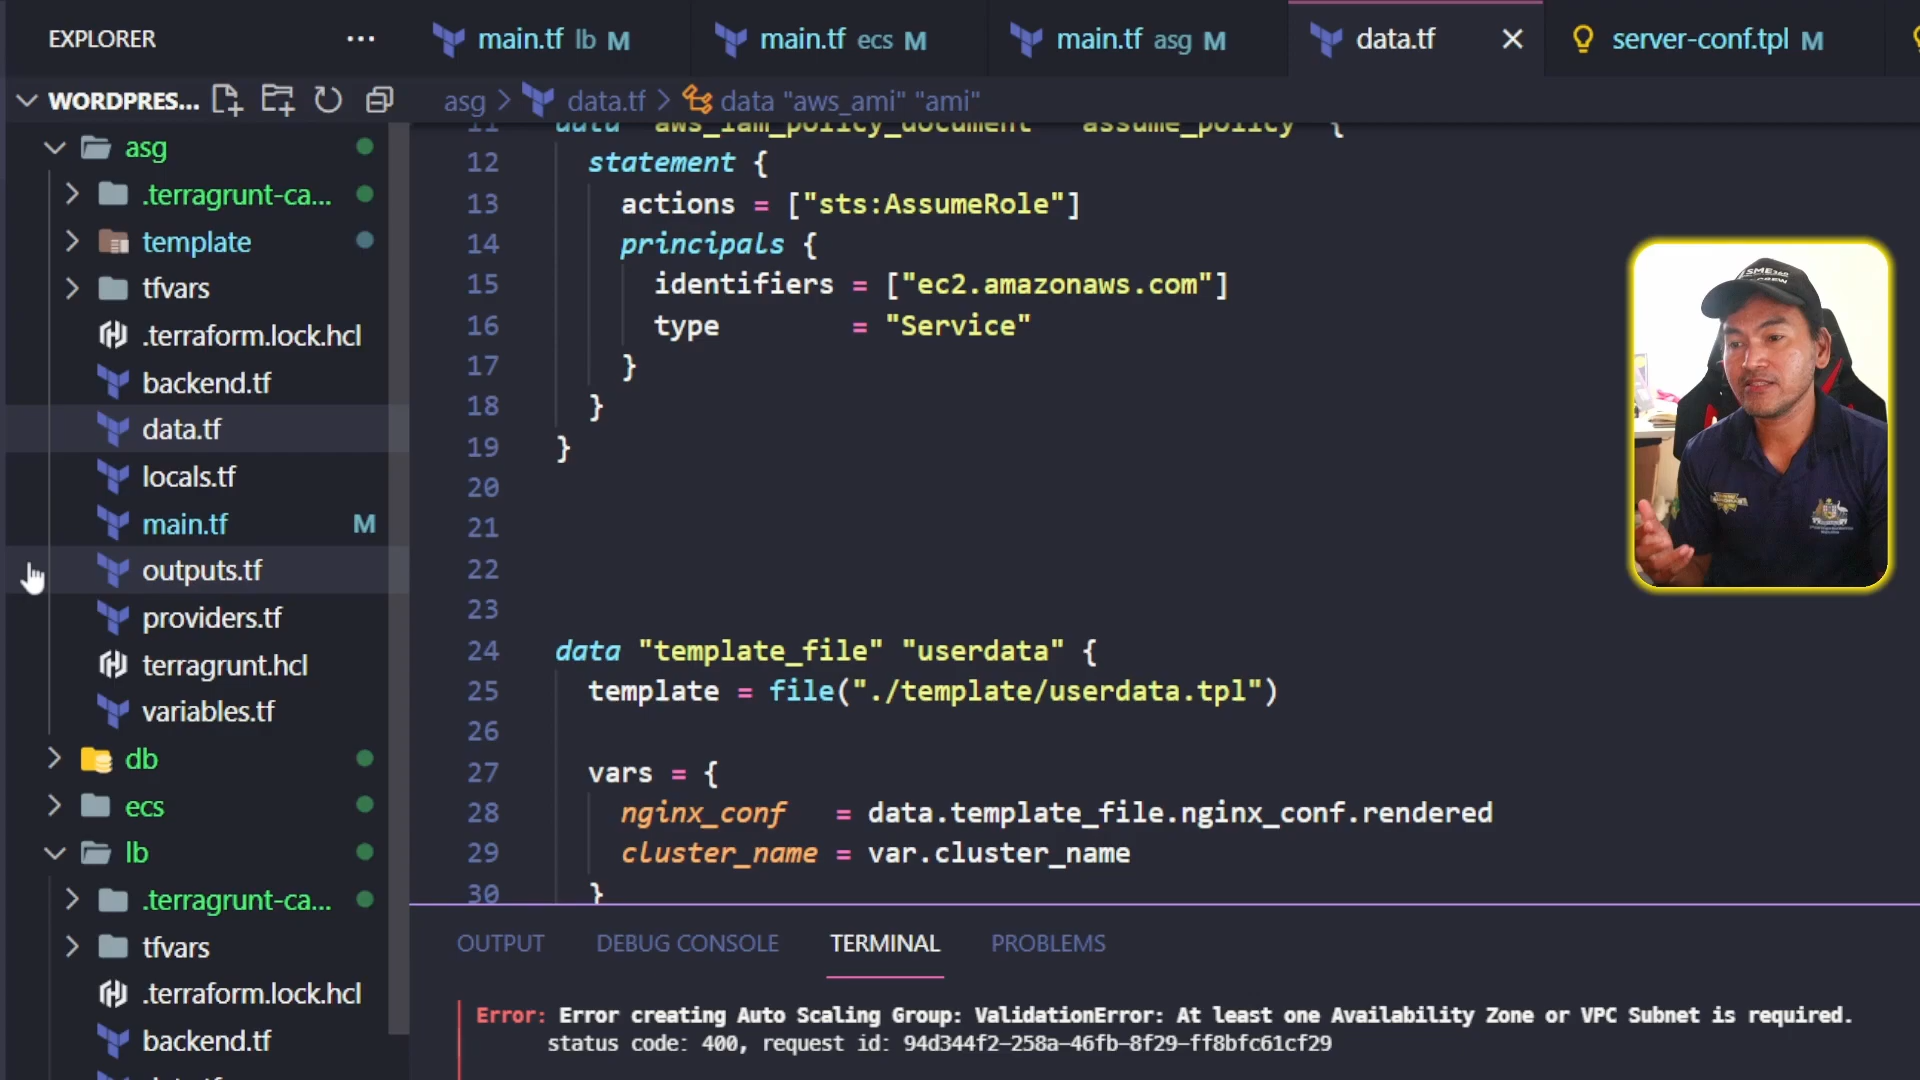 EXPLORER
main.tf lb M
main.tf ecs M
main.tf asg M
data.tf
server-conf.tpl M
WORDPRES...
asg > data.tf > data "aws_ami" "ami"
asg
.terragrunt-ca...
template
tfvars
.terraform.lock.hcl
backend.tf
data.tf
locals.tf
main.tf M
outputs.tf
providers.tf
terragrunt.hcl
variables.tf
db
ecs
lb
.terragrunt-ca...
tfvars
.terraform.lock.hcl
backend.tf
11 data "aws_iam_policy_document" "assume_policy" {
12 statement {
13 actions = ["sts:AssumeRole"]
14 principals {
15 identifiers = ["ec2.amazonaws.com"]
16 type = "Service"
17 }
18 }
19 }
20
21
22
23
24 data "template_file" "userdata" {
25 template = file("./template/userdata.tpl")
26
27 vars = {
28 nginx_conf = data.template_file.nginx_conf.rendered
29 cluster_name = var.cluster_name
30 }
OUTPUT
DEBUG CONSOLE
TERMINAL
PROBLEMS
Error: Error creating Auto Scaling Group: ValidationError: At least one Availability Zone or VPC Subnet is required.
status code: 400, request id: 94d344f2-258a-46fb-8f29-ff8bfc61cf29